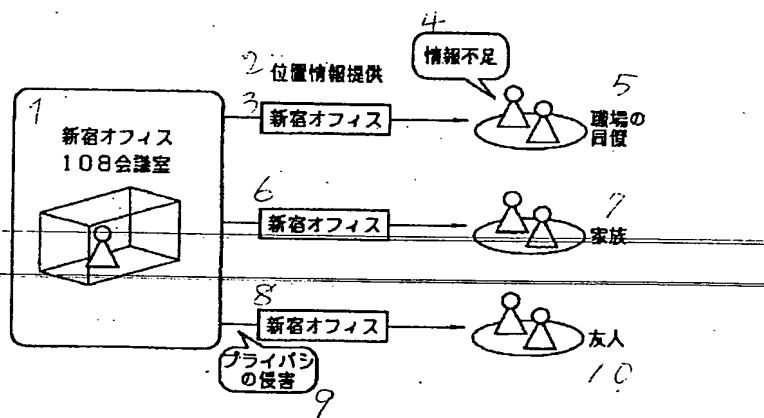 1
新宿オフィス
108会議室
2 位置情報提供
3
新宿オフィス
4
情報不足
5
職場の
同僚
6
新宿オフィス
7
家族
8
新宿オフィス
プライバシ
の侵害
9
友人
10